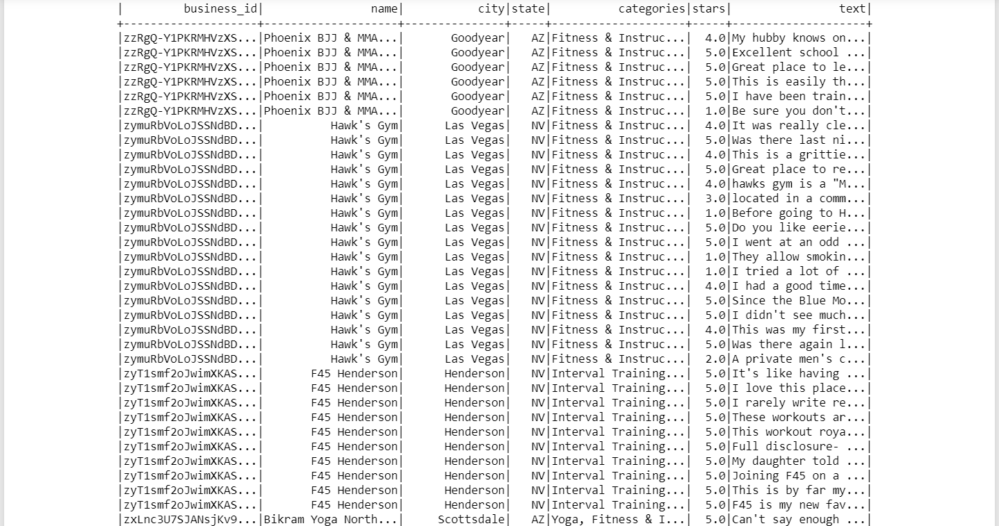 |         business_id|                name|           city|state|          categories|stars|                text|
+--------------------+--------------------+---------------+-----+--------------------+-----+--------------------+
|zzRgQ-Y1PKRMHVzXS...|Phoenix BJJ & MMA...|       Goodyear|   AZ|Fitness & Instruc...|  4.0|My hubby knows on...|
|zzRgQ-Y1PKRMHVzXS...|Phoenix BJJ & MMA...|       Goodyear|   AZ|Fitness & Instruc...|  5.0|Excellent school ...|
|zzRgQ-Y1PKRMHVzXS...|Phoenix BJJ & MMA...|       Goodyear|   AZ|Fitness & Instruc...|  5.0|Great place to le...|
|zzRgQ-Y1PKRMHVzXS...|Phoenix BJJ & MMA...|       Goodyear|   AZ|Fitness & Instruc...|  5.0|This is easily th...|
|zzRgQ-Y1PKRMHVzXS...|Phoenix BJJ & MMA...|       Goodyear|   AZ|Fitness & Instruc...|  5.0|I have been train...|
|zzRgQ-Y1PKRMHVzXS...|Phoenix BJJ & MMA...|       Goodyear|   AZ|Fitness & Instruc...|  1.0|Be sure you don't...|
|zymuRbVoLoJSSNdBD...|          Hawk's Gym|      Las Vegas|   NV|Fitness & Instruc...|  4.0|It was really cle...|
|zymuRbVoLoJSSNdBD...|          Hawk's Gym|      Las Vegas|   NV|Fitness & Instruc...|  5.0|Was there last ni...|
|zymuRbVoLoJSSNdBD...|          Hawk's Gym|      Las Vegas|   NV|Fitness & Instruc...|  4.0|This is a grittie...|
|zymuRbVoLoJSSNdBD...|          Hawk's Gym|      Las Vegas|   NV|Fitness & Instruc...|  5.0|Great place to re...|
|zymuRbVoLoJSSNdBD...|          Hawk's Gym|      Las Vegas|   NV|Fitness & Instruc...|  4.0|hawks gym is a "M...|
|zymuRbVoLoJSSNdBD...|          Hawk's Gym|      Las Vegas|   NV|Fitness & Instruc...|  3.0|located in a comm...|
|zymuRbVoLoJSSNdBD...|          Hawk's Gym|      Las Vegas|   NV|Fitness & Instruc...|  1.0|Before going to H...|
|zymuRbVoLoJSSNdBD...|          Hawk's Gym|      Las Vegas|   NV|Fitness & Instruc...|  5.0|Do you like eerie...|
|zymuRbVoLoJSSNdBD...|          Hawk's Gym|      Las Vegas|   NV|Fitness & Instruc...|  5.0|I went at an odd ...|
|zymuRbVoLoJSSNdBD...|          Hawk's Gym|      Las Vegas|   NV|Fitness & Instruc...|  1.0|They allow smokin...|
|zymuRbVoLoJSSNdBD...|          Hawk's Gym|      Las Vegas|   NV|Fitness & Instruc...|  1.0|I tried a lot of ...|
|zymuRbVoLoJSSNdBD...|          Hawk's Gym|      Las Vegas|   NV|Fitness & Instruc...|  4.0|I had a good time...|
|zymuRbVoLoJSSNdBD...|          Hawk's Gym|      Las Vegas|   NV|Fitness & Instruc...|  5.0|Since the Blue Mo...|
|zymuRbVoLoJSSNdBD...|          Hawk's Gym|      Las Vegas|   NV|Fitness & Instruc...|  5.0|I didn't see much...|
|zymuRbVoLoJSSNdBD...|          Hawk's Gym|      Las Vegas|   NV|Fitness & Instruc...|  4.0|This was my first...|
|zymuRbVoLoJSSNdBD...|          Hawk's Gym|      Las Vegas|   NV|Fitness & Instruc...|  5.0|Was there again l...|
|zymuRbVoLoJSSNdBD...|          Hawk's Gym|      Las Vegas|   NV|Fitness & Instruc...|  2.0|A private men's c...|
|zyT1smf2oJwimXKAS...|       F45 Henderson|      Henderson|   NV|Interval Training...|  5.0|It's like having ...|
|zyT1smf2oJwimXKAS...|       F45 Henderson|      Henderson|   NV|Interval Training...|  5.0|I love this place...|
|zyT1smf2oJwimXKAS...|       F45 Henderson|      Henderson|   NV|Interval Training...|  5.0|I rarely write re...|
|zyT1smf2oJwimXKAS...|       F45 Henderson|      Henderson|   NV|Interval Training...|  5.0|These workouts ar...|
|zyT1smf2oJwimXKAS...|       F45 Henderson|      Henderson|   NV|Interval Training...|  5.0|This workout roya...|
|zyT1smf2oJwimXKAS...|       F45 Henderson|      Henderson|   NV|Interval Training...|  5.0|Full disclosure- ...|
|zyT1smf2oJwimXKAS...|       F45 Henderson|      Henderson|   NV|Interval Training...|  5.0|My daughter told ...|
|zyT1smf2oJwimXKAS...|       F45 Henderson|      Henderson|   NV|Interval Training...|  5.0|Joining F45 on a ...|
|zyT1smf2oJwimXKAS...|       F45 Henderson|      Henderson|   NV|Interval Training...|  5.0|This is by far my...|
|zyT1smf2oJwimXKAS...|       F45 Henderson|      Henderson|   NV|Interval Training...|  5.0|F45 is my new fav...|
|zxLnc3U7SJANsjKv9...|Bikram Yoga North...|     Scottsdale|   AZ|Yoga, Fitness & I...|  5.0|Can't say enough ...|